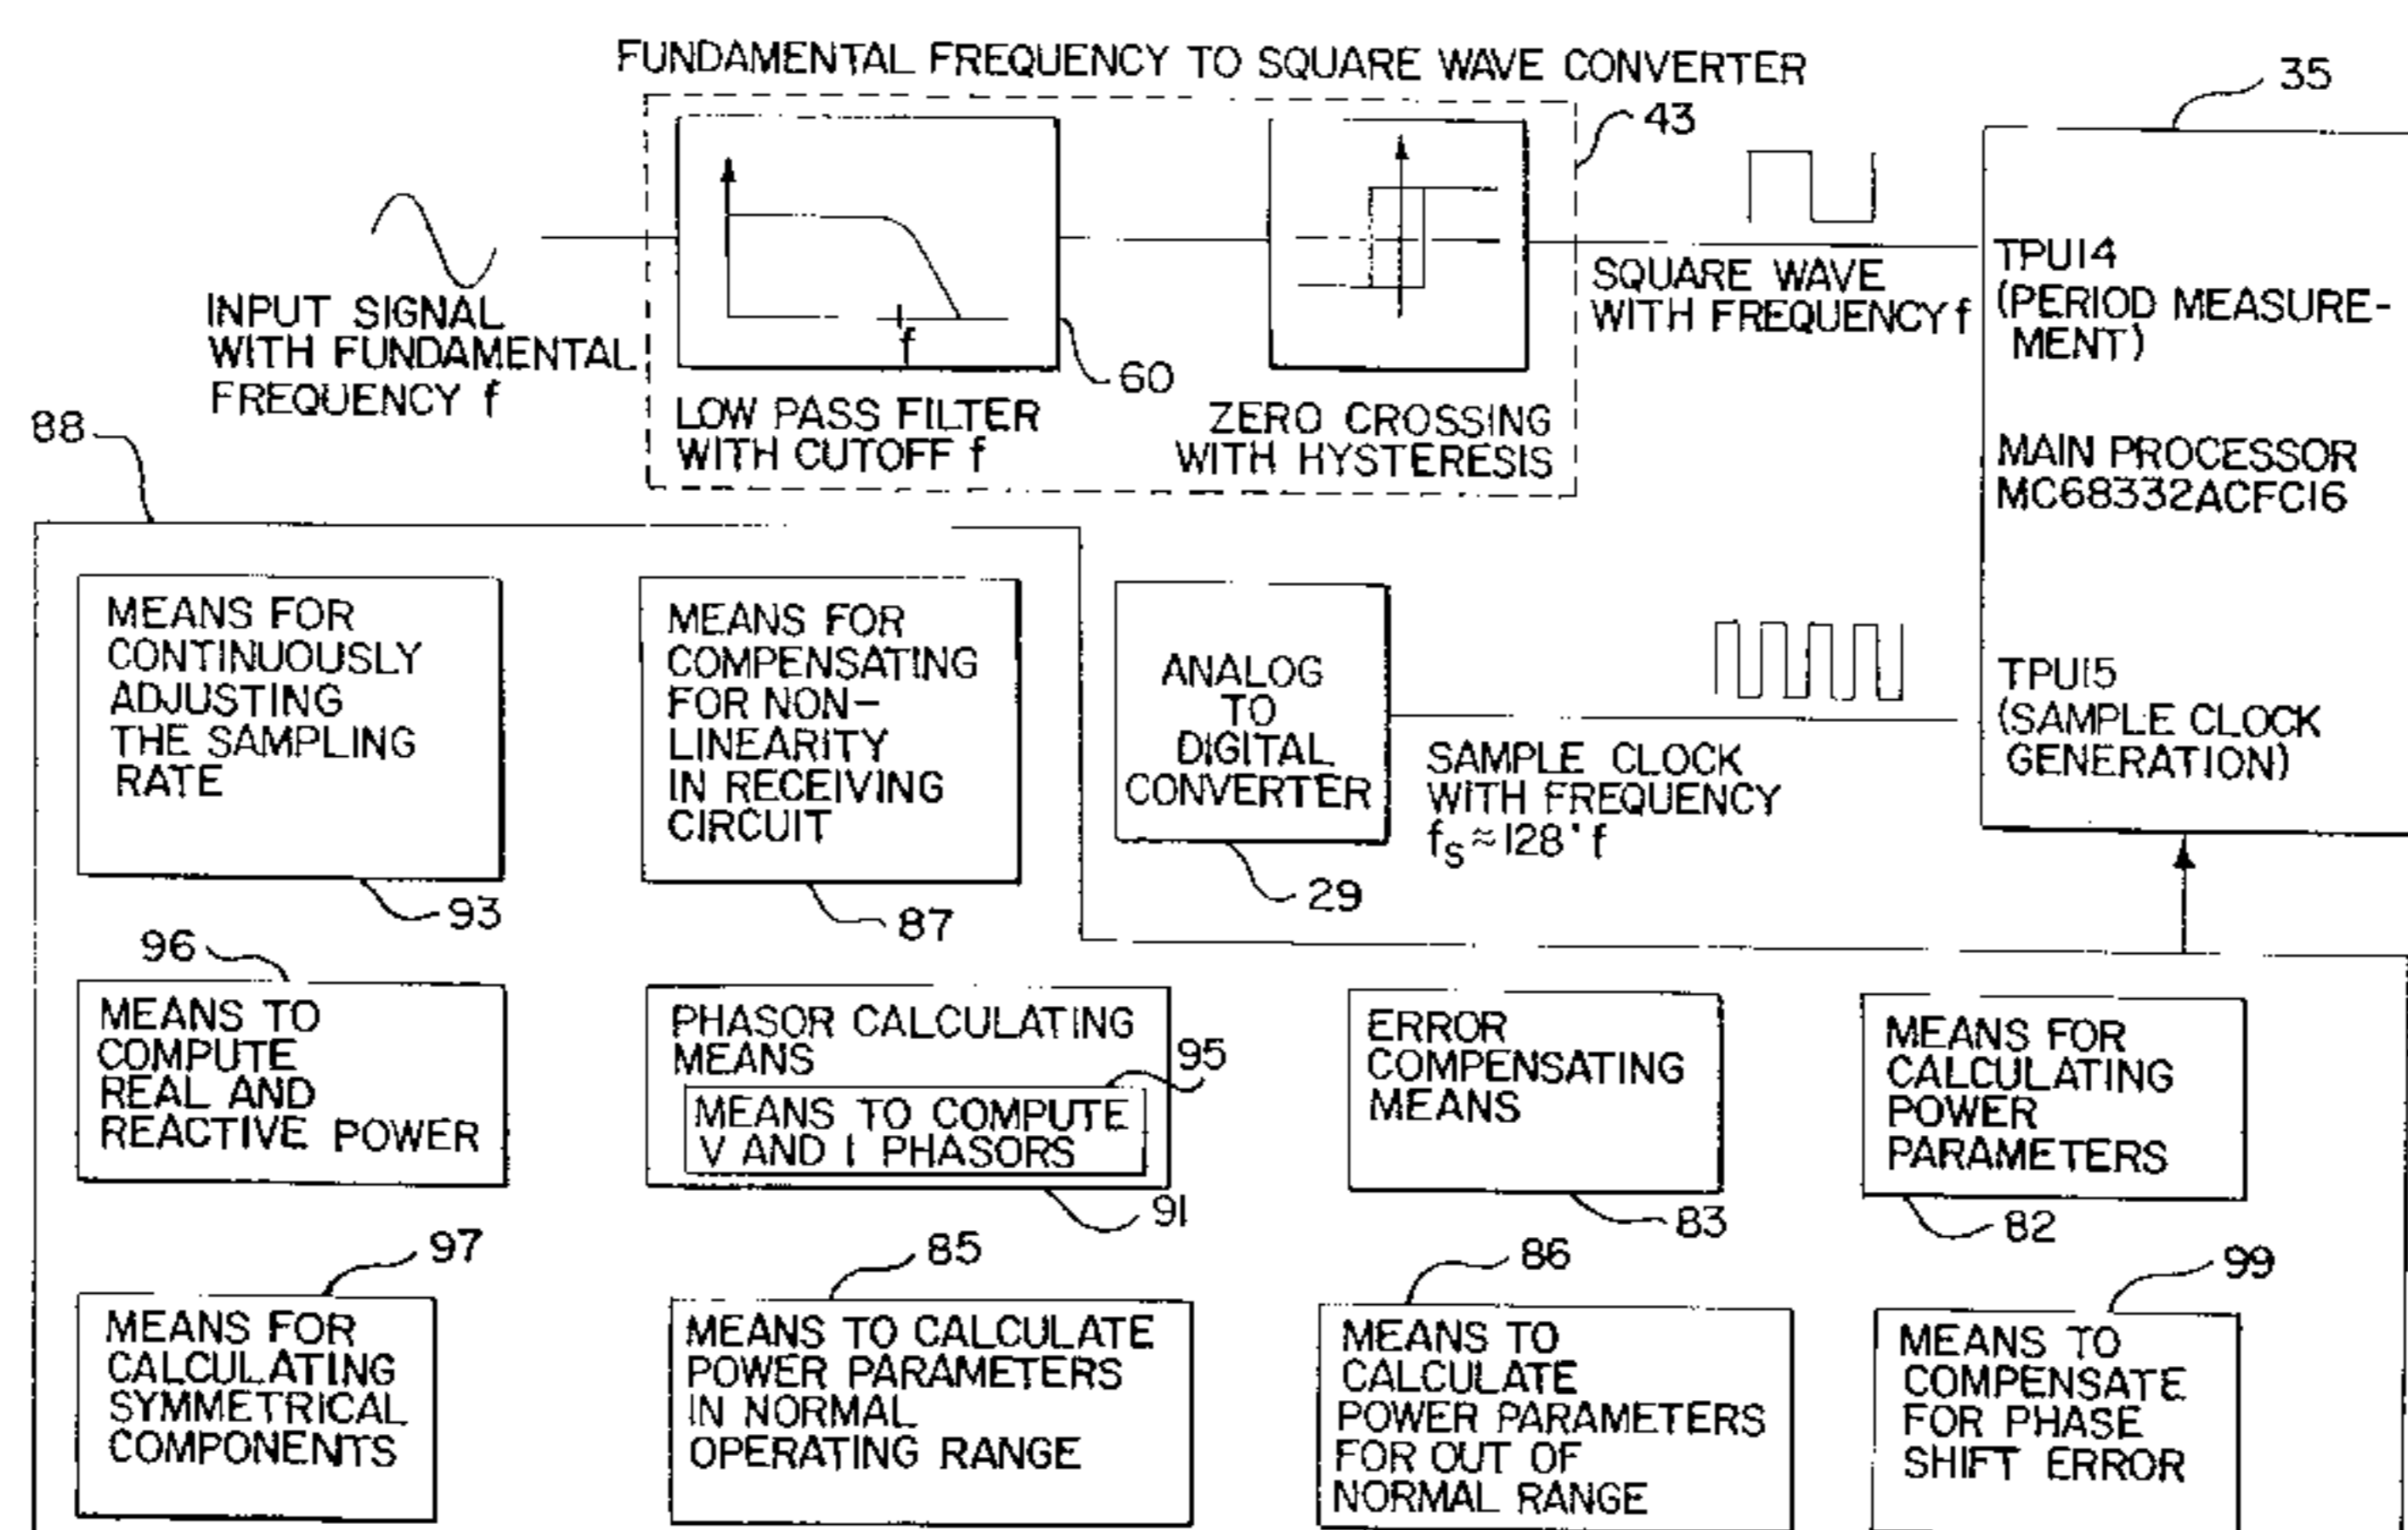 FUNDAMENTAL FREQUENCY TO SQUARE WAVE CONVERTER
35
43
INPUT SIGNAL
WITH FUNDAMENTAL
FREQUENCY f
f
60
LOW PASS FILTER
WITH CUTOFF f
ZERO CROSSING
WITH HYSTERESIS
SQUARE WAVE
WITH FREQUENCY f
TPU14
(PERIOD MEASURE-
MENT)
MAIN PROCESSOR
MC68332ACFC16
TPU15
(SAMPLE CLOCK
GENERATION)
88
MEANS FOR
CONTINUOUSLY
ADJUSTING
THE SAMPLING
RATE
93
MEANS FOR
COMPENSATING
FOR NON-
LINEARITY
IN RECEIVING
CIRCUIT
87
ANALOG
TO
DIGITAL
CONVERTER
29
SAMPLE CLOCK
WITH FREQUENCY
fs≈128·f
96
MEANS TO
COMPUTE
REAL AND
REACTIVE POWER
PHASOR CALCULATING
MEANS
95
MEANS TO COMPUTE
V AND I PHASORS
91
ERROR
COMPENSATING
MEANS
83
MEANS FOR
CALCULATING
POWER
PARAMETERS
82
97
MEANS FOR
CALCULATING
SYMMETRICAL
COMPONENTS
85
MEANS TO CALCULATE
POWER PARAMETERS
IN NORMAL
OPERATING RANGE
86
MEANS TO
CALCULATE
POWER PARAMETERS
FOR OUT OF
NORMAL RANGE
99
MEANS TO
COMPENSATE
FOR PHASE
SHIFT ERROR